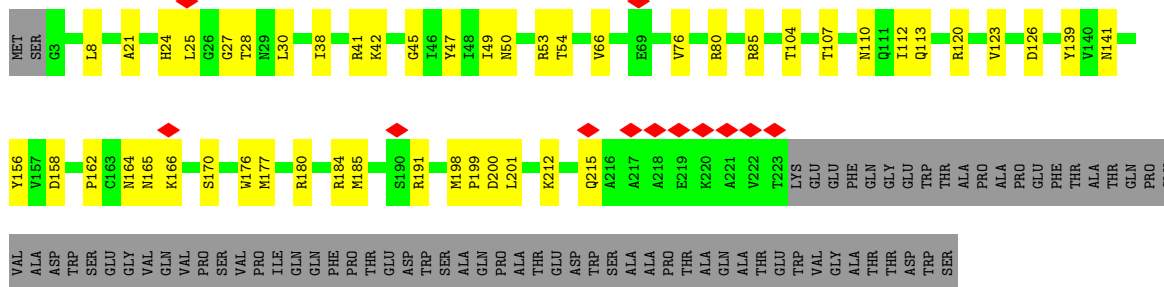 MET SER G3 L8 A21 H24 L25 G26 G27 T28 N29 L30 I38 R41 K42 G45 I46 Y47 I48 I49 N50 R53 T54 V66 E69 V76 R80 R85 T104 T107 N110 Q111 I112 Q113 R120 V123 D126 Y139 V140 N141
Y156 V157 D158 P162 C163 N164 N165 K166 S170 W176 M177 R180 R184 M185 S190 R191 M198 P199 D200 L201 K212 Q215 A216 A217 A218 E219 K220 A221 V222 T223 LYS GLU GLU PHE GLN GLY GLU TRP THR ALA PRO ALA PRO GLU PHE THR ALA THR GLN PRO
VAL ALA ASP TRP SER GLU GLY VAL GLN VAL PRO SER VAL PRO ILE GLN GLN PHE PRO THR GLU ASP TRP SER ALA GLN PRO ALA THR GLU ASP TRP SER ALA ALA PRO THR ALA GLN ALA THR GLU TRP VAL GLY ALA THR THR ASP TRP SER